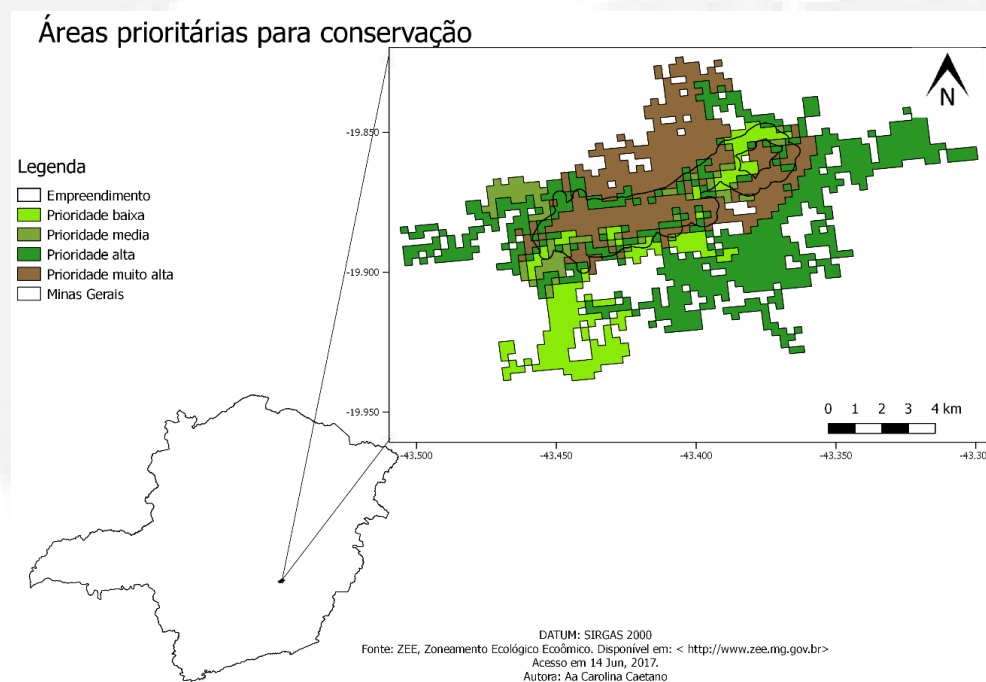 Áreas prioritárias para conservação
N
-19.850
-19.900
-19.950
Legenda
Empreendimento
Prioridade baixa
Prioridade media
Prioridade alta
Prioridade muito alta
Minas Gerais
0 1 2 3 4 km
-43.500 -43.450 -43.400 -43.350 -43.30
DATUM: SIRGAS 2000
Fonte: ZEE, Zoneamento Ecológico Ecoômico. Disponível em: < http://www.zee.mg.gov.br>
Acesso em 14 Jun, 2017.
Autora: Aa Carolina Caetano